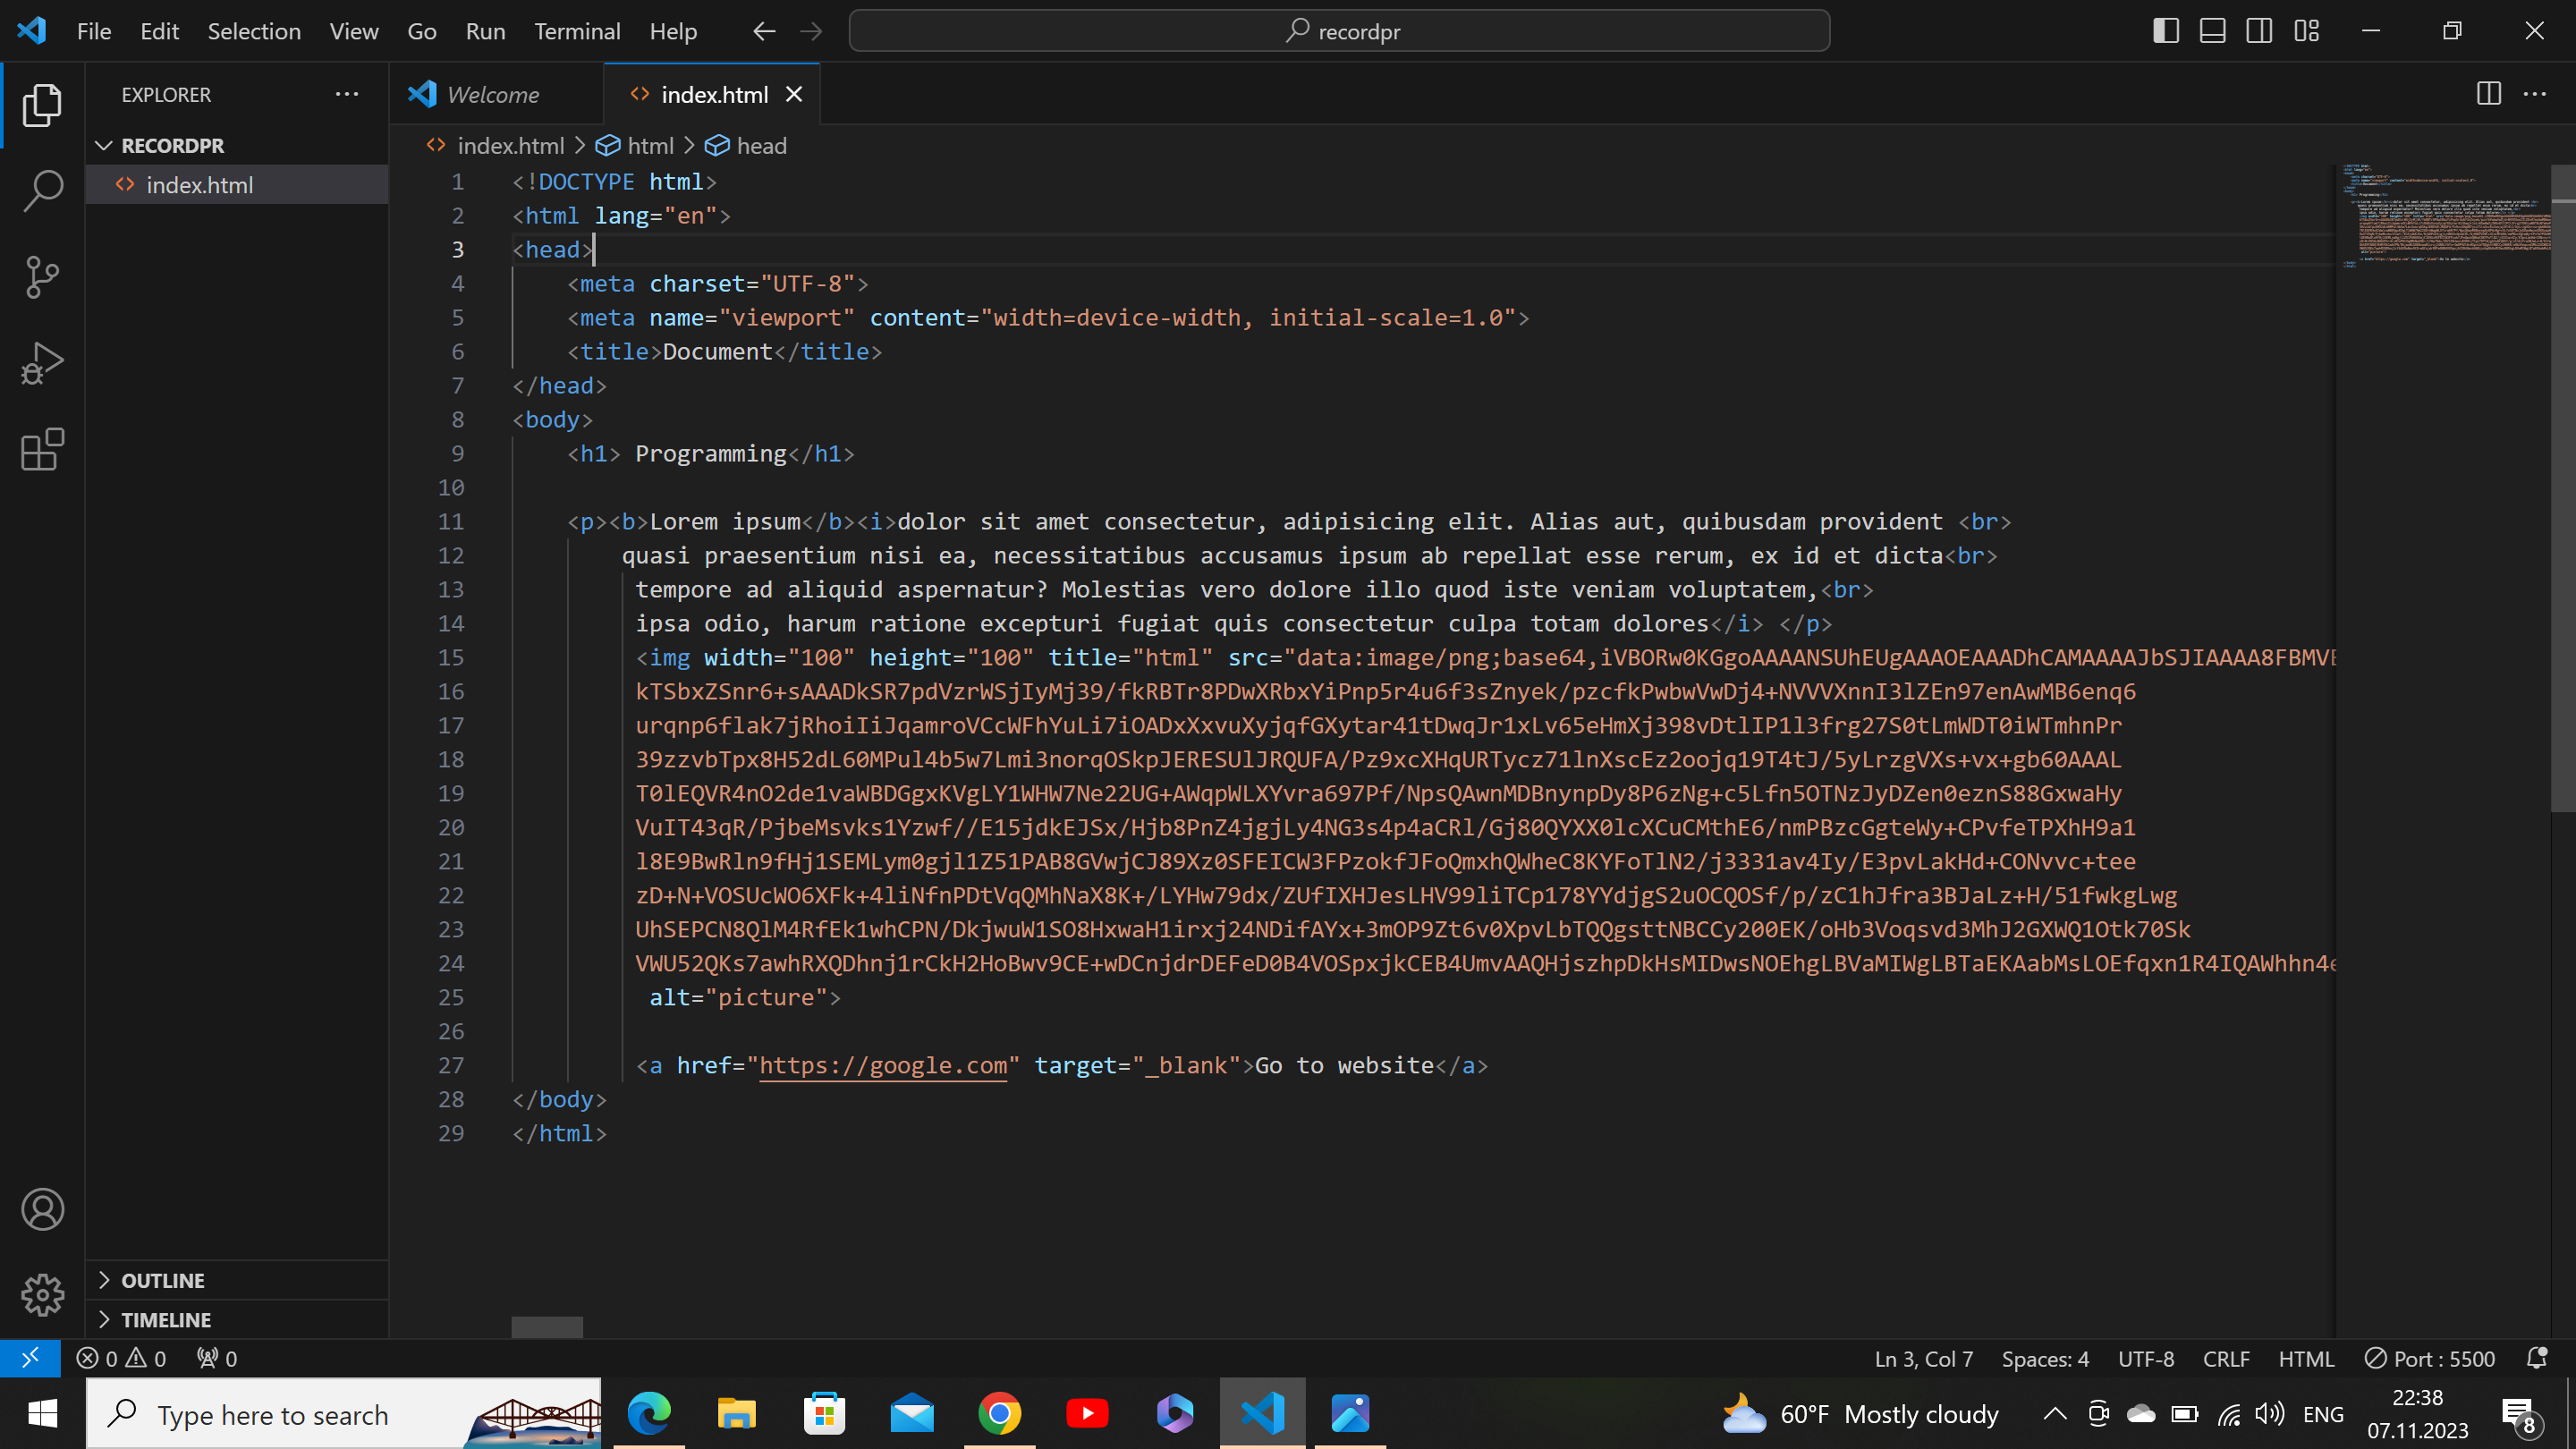 File Edit Selection View Go Run Terminal Help recordpr
EXPLORER
Welcome index.html
RECORDPR
index.html
index.html > html > head
1 <!DOCTYPE html>
2 <html lang="en">
3 <head>
4 <meta charset="UTF-8">
5 <meta name="viewport" content="width=device-width, initial-scale=1.0">
6 <title>Document</title>
7 </head>
8 <body>
9 <h1> Programming</h1>
10
11 <p><b>Lorem ipsum</b><i>dolor sit amet consectetur, adipisicing elit. Alias aut, quibusdam provident <br>
12 quasi praesentium nisi ea, necessitatibus accusamus ipsum ab repellat esse rerum, ex id et dicta<br>
13 tempore ad aliquid aspernatur? Molestias vero dolore illo quod iste veniam voluptatem,<br>
14 ipsa odio, harum ratione excepturi fugiat quis consectetur culpa totam dolores</i> </p>
15 <img width="100" height="100" title="html" src="data:image/png;base64,iVBORw0KGgoAAAANSUhEUgAAAOEAAADhCAMAAAAJbSJIAAAA8FBMVE
16 kTSbxZSnr6+sAAADkSR7pdVzrWSjIyMj39/fkRBTr8PDwXRbxYiPnp5r4u6f3sZnyek/pzcfkPwbwVwDj4+NVVVXnnI3lZEn97enAwMB6enq6
17 urqnp6flak7jRhoiIiJqamroVCcWFhYuLi7iOADxXxvuXyjqfGXytar41tDwqJr1xLv65eHmXj398vDtlIP1l3frg27S0tLmWDT0iWTmhnPr
18 39zzvbTpx8H52dL60MPul4b5w7Lmi3norqOSkpJERESUlJRQUFA/Pz9xcXHqURTycz71lnXscEz2oojq19T4tJ/5yLrzgVXs+vx+gb60AAAL
19 T0lEQVR4nO2de1vaWBDGgxKVgLY1WHW7Ne22UG+AWqpWLXYvra697Pf/NpsQAwnMDBnynpDy8P6zNg+c5Lfn5OTNzJyDZen0eznS88GxwaHy
20 VuIT43qR/PjbeMsvks1Yzwf//E15jdkEJSx/Hjb8PnZ4jgjLy4NG3s4p4aCRl/Gj80QYXX0lcXCuCMthE6/nmPBzcGgteWy+CPvfeTPXhH9a1
21 l8E9BwRln9fHj1SEMLym0gjl1Z51PAB8GVwjCJ89Xz0SFEICW3FPzokfJFoQmxhQWheC8KYFoTlN2/j3331av4Iy/E3pvLakHd+CONvvc+tee
22 zD+N+VOSUcWO6XFk+4liNfnPDtVqQMhNaX8K+/LYHw79dx/ZUfIXHJesLHV99liTCp178YYdjgS2uOCQOSf/p/zC1hJfra3BJaLz+H/51fwkgLwg
23 UhSEPCN8QlM4RfEk1whCPN/DkjwuW1SO8HxwaH1irxj24NDifAYx+3mOP9Zt6v0XpvLbTQQgsttNBCCy200EK/oHb3Voqsvd3MhJ2GXWQ1Otk70Sk
24 VWU52QKs7awhRXQDhnj1rCkH2HoBwv9CE+wDCnjdrDEFeD0B4VOSpxjkCEB4UmvAAQHjszhpDkHsMIDwsNOEhgLBVaMIWgLBTaEKAabMsLOEfqxn1R4IQAWhhn4e
25 alt="picture">
26
27 <a href="https://google.com" target="_blank">Go to website</a>
28 </body>
29 </html>
OUTLINE
TIMELINE
0 0 0 Ln 3, Col 7 Spaces: 4 UTF-8 CRLF HTML Port : 5500
Type here to search 60°F Mostly cloudy ENG 22:38
07.11.2023 8